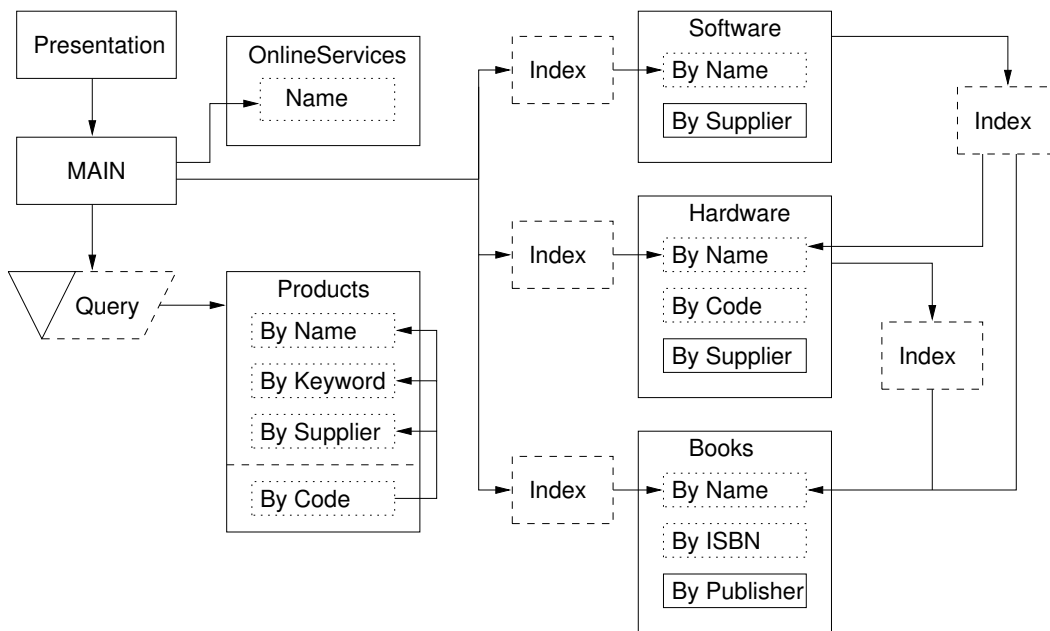 Presentation
MAIN
Query
OnlineServices
Name
Products
By Name
By Keyword
By Supplier
By Code
Index
Index
Index
Software
By Name
By Supplier
Hardware
By Name
By Code
By Supplier
Books
By Name
By ISBN
By Publisher
Index
Index